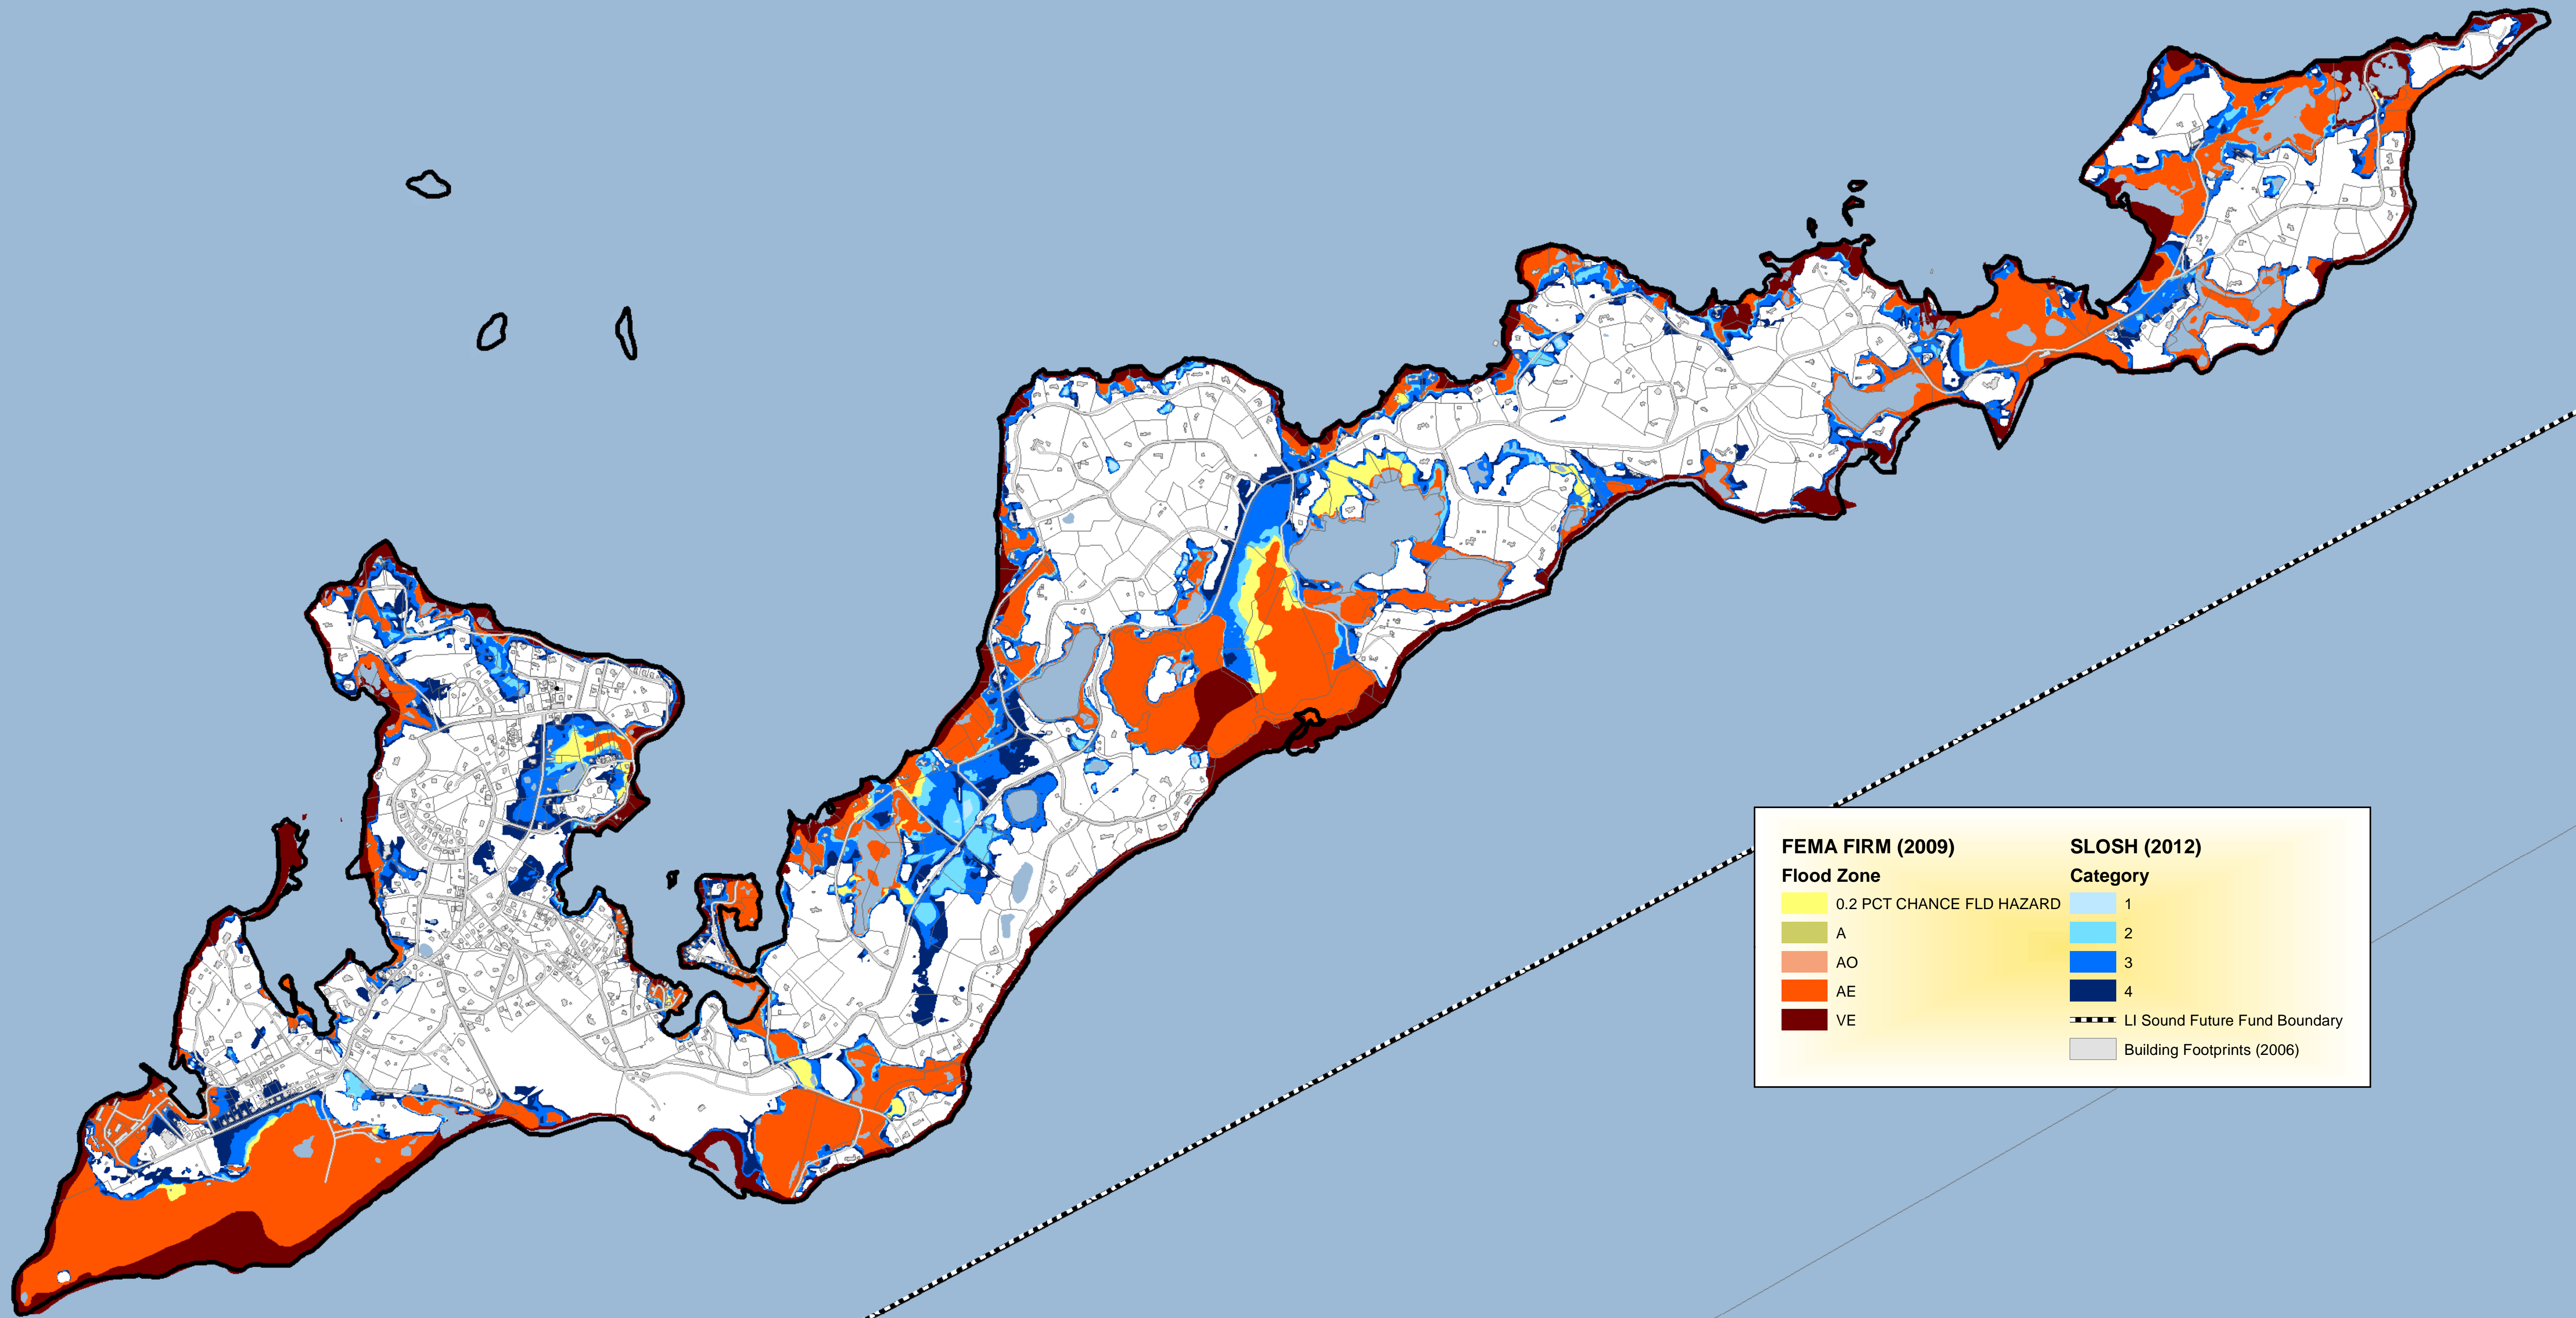 FEMA FIRM (2009)
Flood Zone
0.2 PCT CHANCE FLD HAZARD
A
AO
AE
VE
SLOSH (2012)
Category
1
2
3
4
LI Sound Future Fund Boundary
Building Footprints (2006)